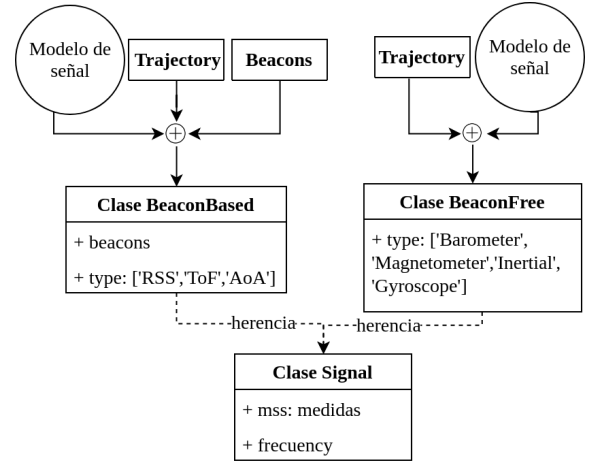 Modelo de
señal
Trajectory
Beacons
Trajectory
Modelo de
señal
Clase BeaconBased
+ beacons
+ type: ['RSS','ToF','AoA']
Clase BeaconFree
+ type: ['Barometer',
'Magnetometer','Inertial',
'Gyroscope']
herencia
herencia
Clase Signal
+ mss: medidas
+ frecuency